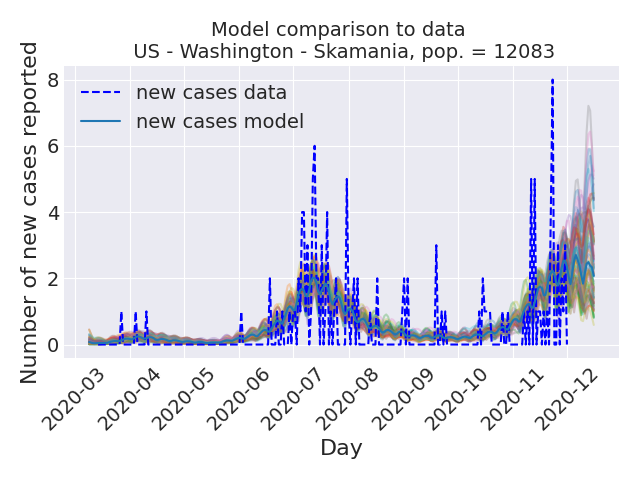 Model comparison to data
US - Washington - Skamania, pop. = 12083
Number of new cases reported
8
6
4
2
0
new cases data
new cases model
2020-03
2020-04
2020-05
2020-06
2020-07
2020-08
2020-09
2020-10
2020-11
2020-12
Day